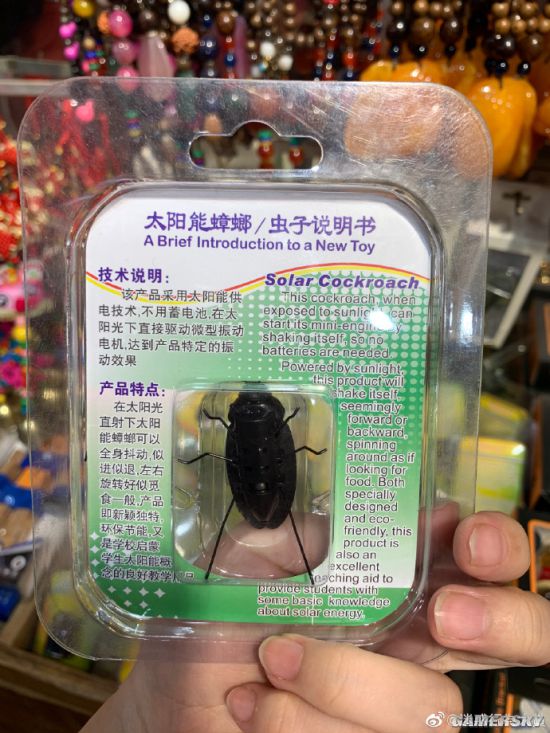 太阳能蟑螂/虫子说明书
A Brief Introduction to a New Toy
技术说明:
该产品采用太阳能供
电技术,不用蓄电池,在太
阳光下直接驱动微型振动
电机,达到产品特定的振
动效果
产品特点:
在太阳光
直射下太阳
能蟑螂可以
全身抖动,似
进似退,左右
旋转好似觅
食一般,产品
即新颖独特,
环保节能,又
是学校启蒙
学生太阳能概
念的良好教学
Solar Cockroach
This cockroach, when
exposed to sunlight, can
start its mini-engine by
shaking itself, so no
batteries are needed.
Powered by sunlight,
this product will
shake itself,
seemingly
forward or
backward,
spinning
around as if
looking for
food. Both
specially
designed
and eco-
friendly, this
product is
also an
excellent
teaching aid to
provide students with
some basic knowledge
about solar energy.
GAMERSKY